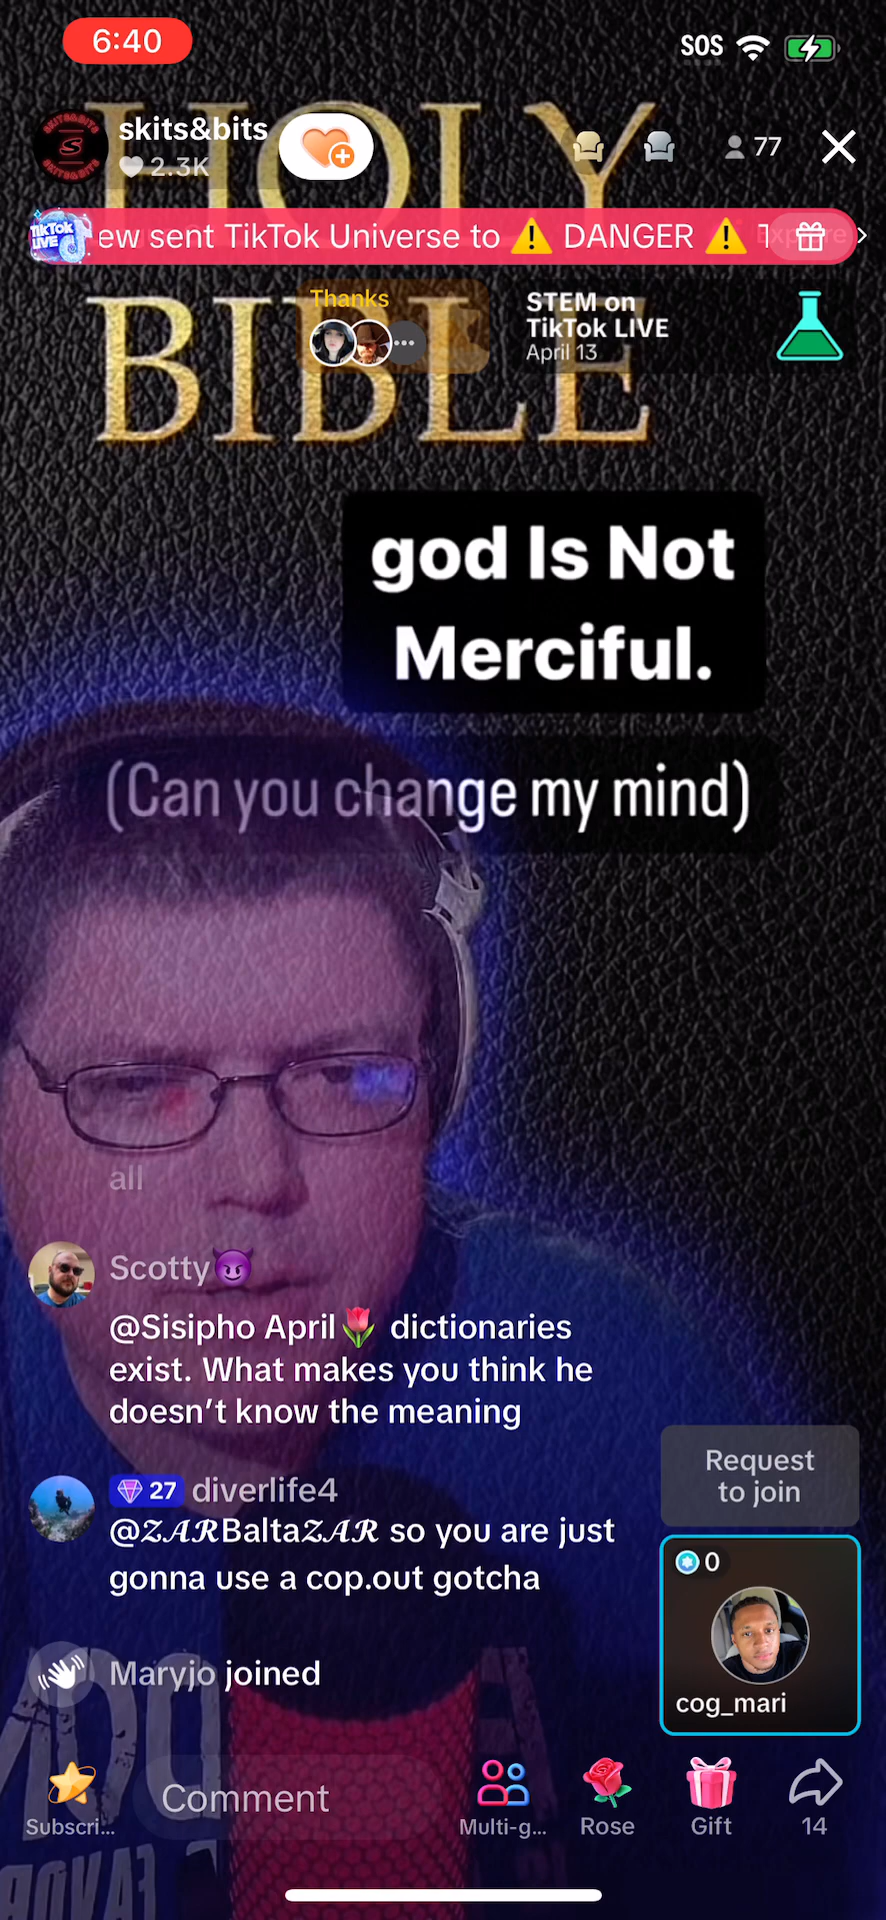 6:40
SOS
HOLY
skits&bits
2.3K
77
ew sent TikTok Universe to ⚠️ DANGER ⚠️
BIBLE
Thanks
STEM on
TikTok LIVE
April 13
god Is Not
Merciful.
(Can you change my mind)
all
Scotty😈
@Sisipho April🌷 dictionaries
exist. What makes you think he
doesn’t know the meaning
27 diverlife4
@𝓩𝓐𝓡Balta𝓩𝓐𝓡 so you are just
gonna use a cop.out gotcha
Maryjo joined
Request
to join
0
cog_mari
Subscri...
Comment
Multi-g...
Rose
Gift
14